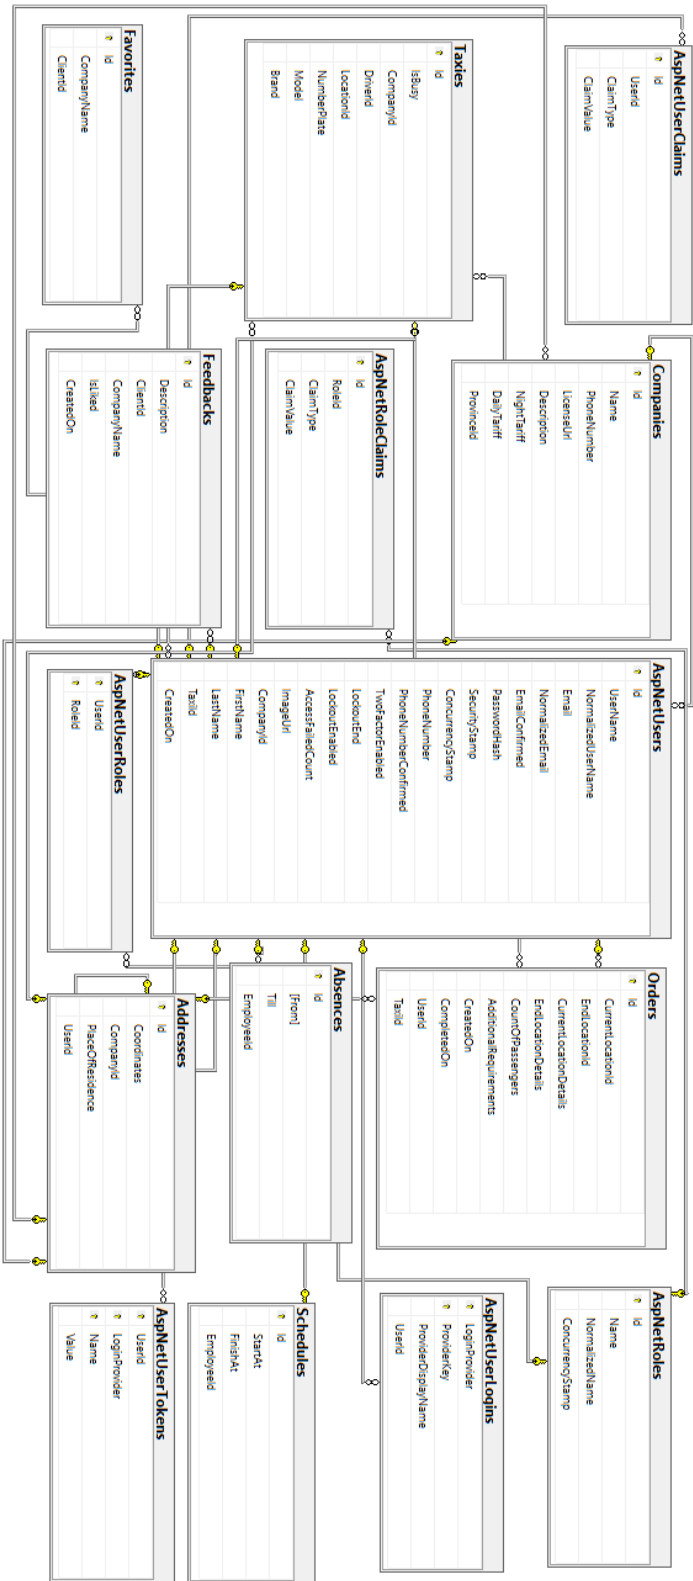 AspNetUserClaims
Id
UserId
ClaimType
ClaimValue
Taxies
Id
IsBusy
CompanyId
DriverId
LocationId
NumberPlate
Model
Brand
Favorites
Id
CompanyName
ClientId
Companies
Id
Name
PhoneNumber
LicenseUrl
Description
NightTariff
DailyTariff
ProvinceId
AspNetRoleClaims
Id
RoleId
ClaimType
ClaimValue
Feedbacks
Id
Description
ClientId
CompanyName
IsLiked
CreatedOn
AspNetUsers
Id
UserName
NormalizedUserName
Email
NormalizedEmail
EmailConfirmed
PasswordHash
SecurityStamp
ConcurrencyStamp
PhoneNumber
PhoneNumberConfirmed
TwoFactorEnabled
LockoutEnd
LockoutEnabled
AccessFailedCount
ImageUrl
CompanyId
FirstName
LastName
TaxiId
CreatedOn
AspNetUserRoles
UserId
RoleId
Orders
Id
CurrentLocationId
EndLocationId
CurrentLocationDetails
EndLocationDetails
CountOfPassengers
AdditionalRequirements
CreatedOn
CompletedOn
UserId
TaxiId
Absences
Id
[From]
Till
EmployeeId
Addresses
Id
Coordinates
CompanyId
PlaceOfResidence
UserId
AspNetRoles
Id
Name
NormalizedName
ConcurrencyStamp
AspNetUserLogins
LoginProvider
ProviderKey
ProviderDisplayName
UserId
Schedules
Id
StartAt
FinishAt
EmployeeId
AspNetUserTokens
UserId
LoginProvider
Name
Value